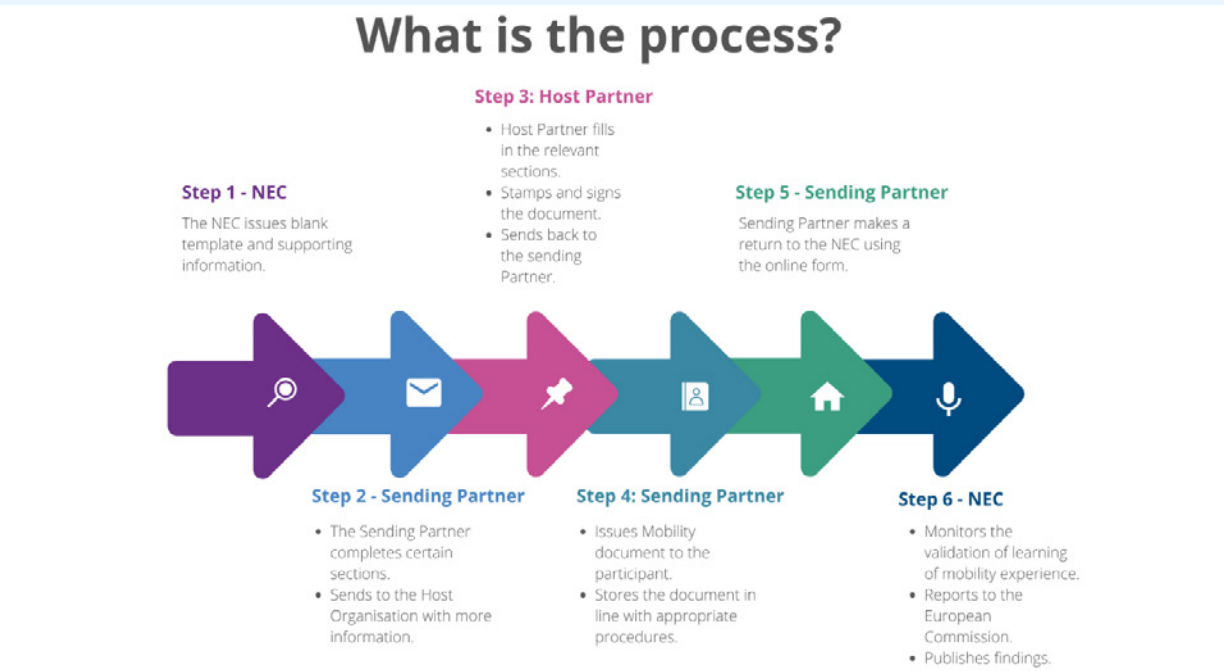 What is the process?
Step 1 - NEC
The NEC issues blank
template and supporting
information.
Step 2 - Sending Partner
• The Sending Partner
completes certain
sections.
• Sends to the Host
Organisation with more
information.
Step 3: Host Partner
• Host Partner fills
in the relevant
sections.
• Stamps and signs
the document.
• Sends back to
the sending
Partner.
Step 4: Sending Partner
• Issues Mobility
document to the
participant.
• Stores the document in
line with appropriate
procedures.
Step 5 - Sending Partner
Sending Partner makes a
return to the NEC using
the online form.
Step 6 - NEC
• Monitors the
validation of learning
of mobility experience.
• Reports to the
European
Commission.
• Publishes findings.